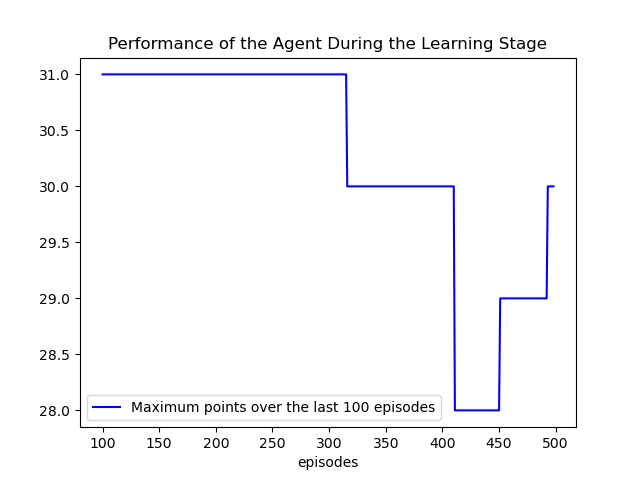 Performance of the Agent During the Learning Stage
31.0
30.5
30.0
29.5
29.0
28.5
28.0
Maximum points over the last 100 episodes
100 150 200 250 300 350 400 450 500
episodes